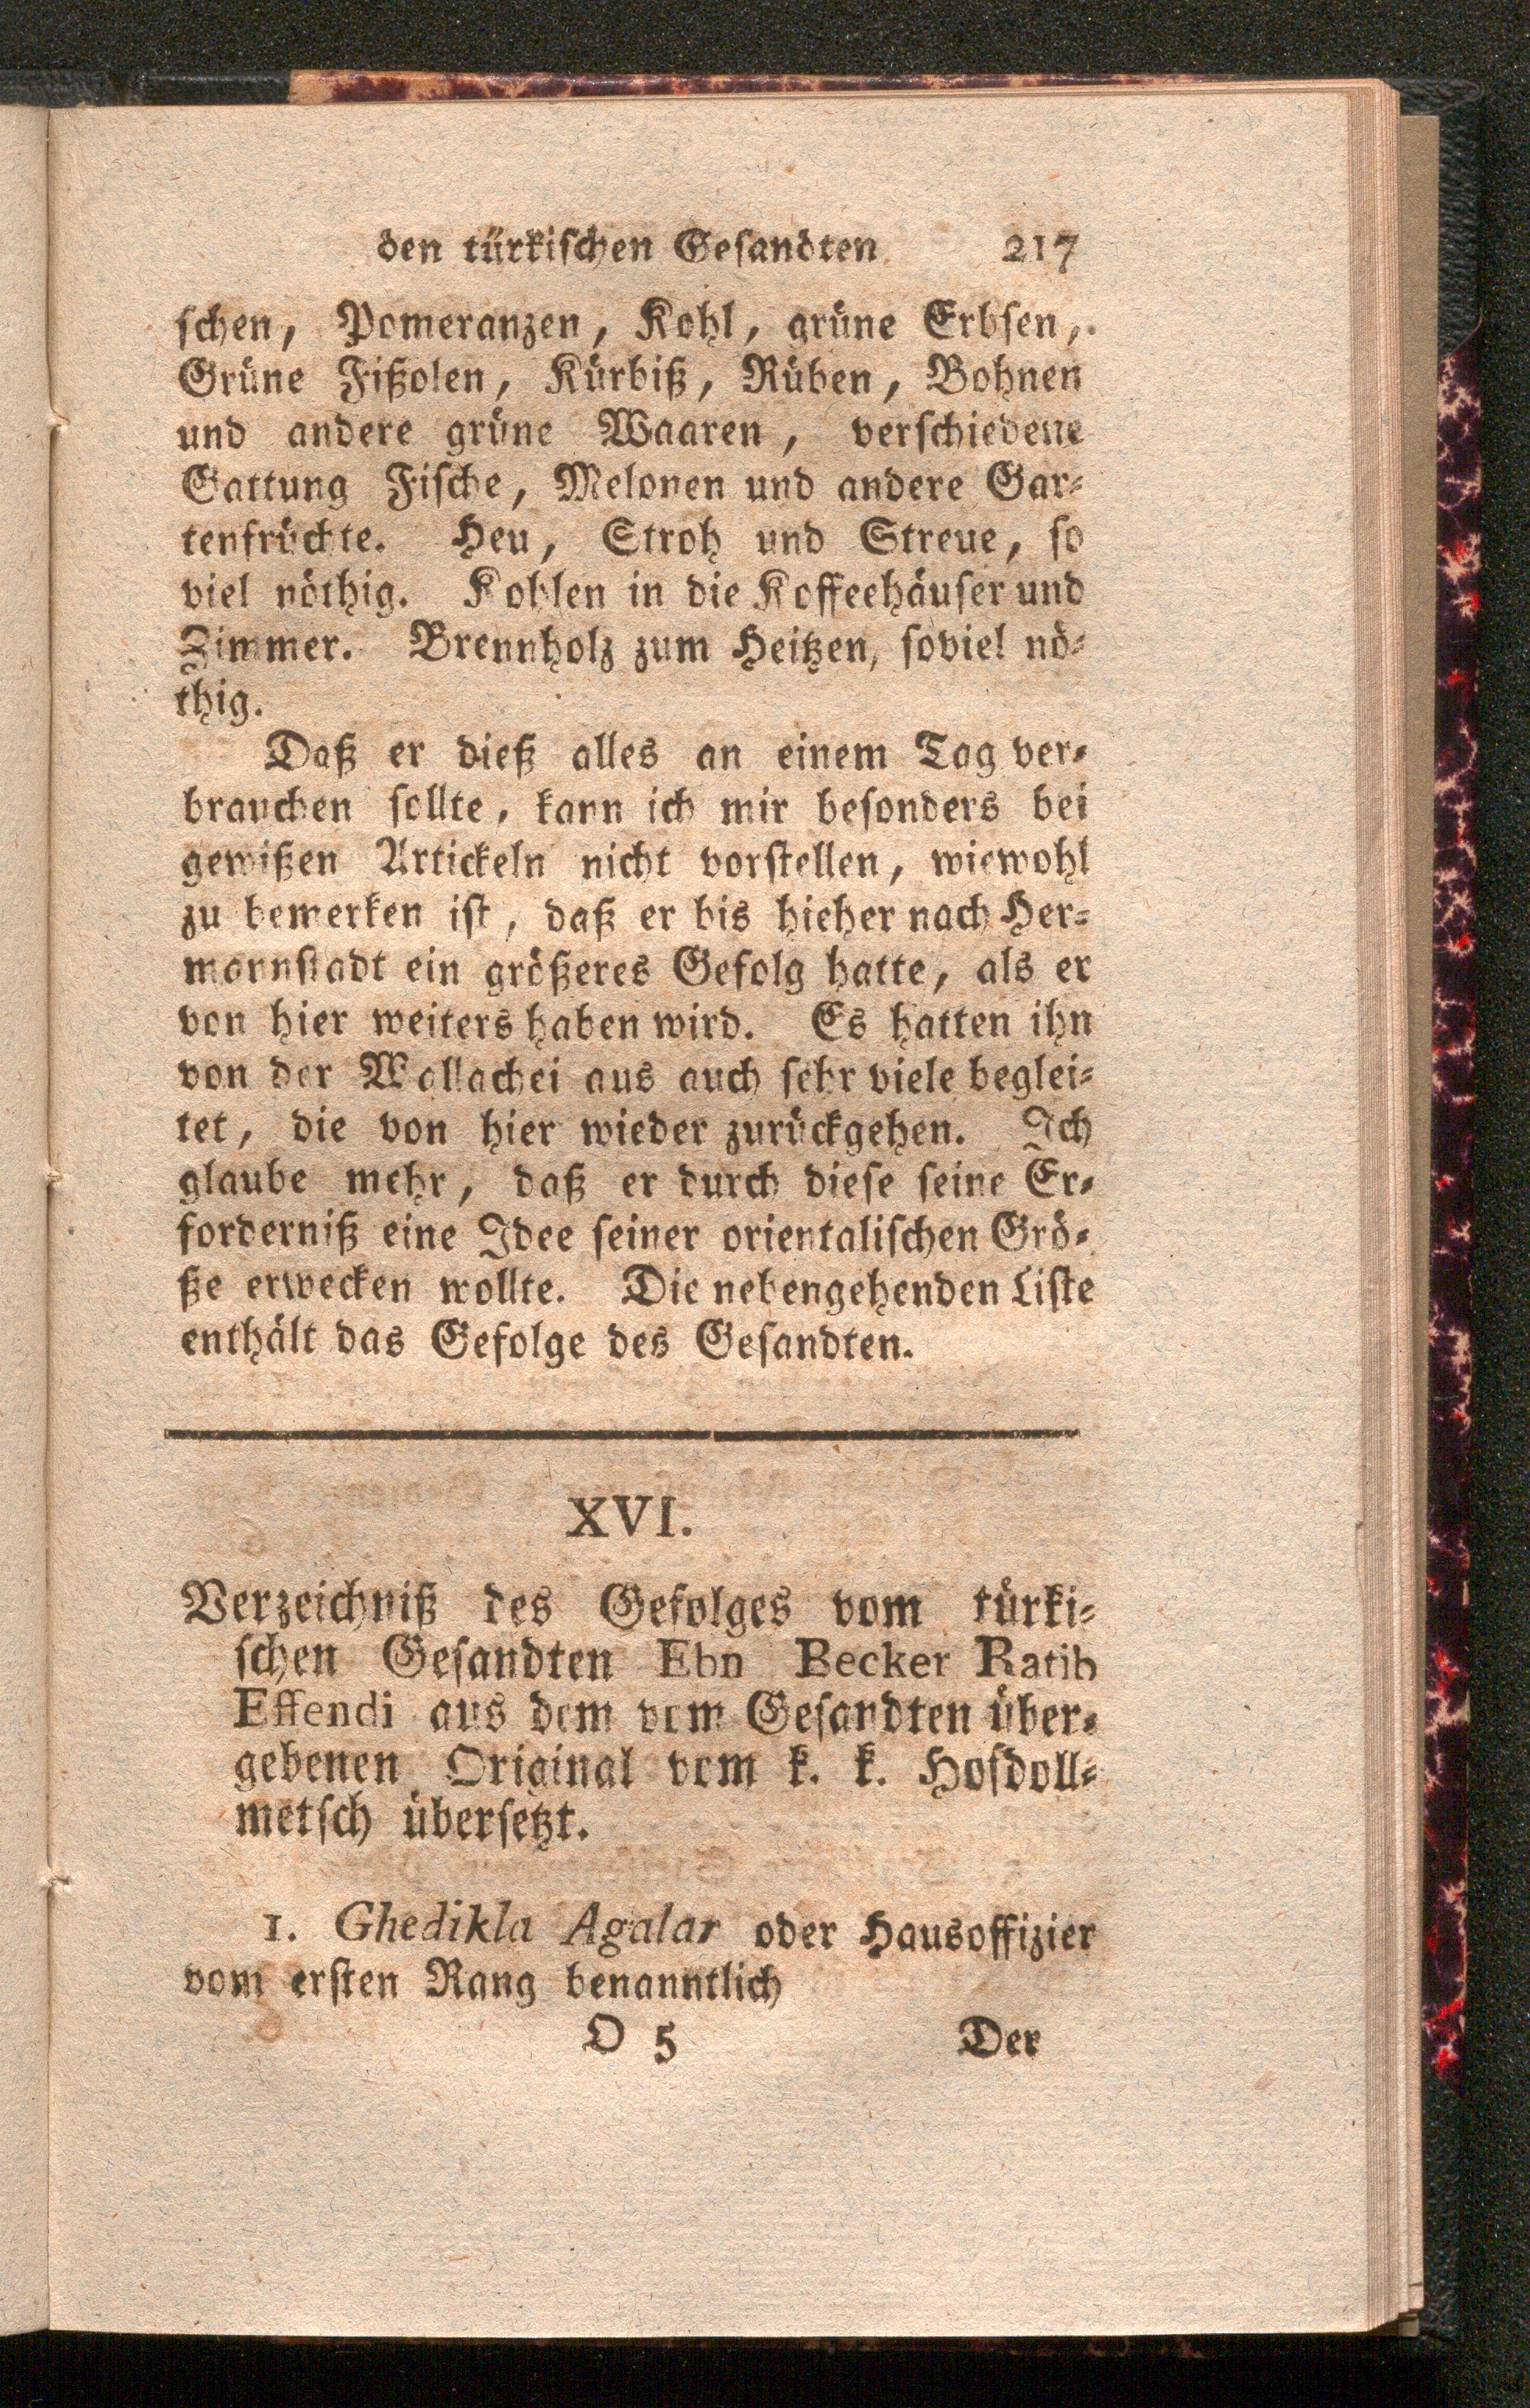 den türkischen Gesandten 217
schen, Pomeranzen, Kohl, grüne Erbsen,
Grüne Fißolen, Kürbiß, Rüben, Bohnen
und andere grüne Waaren, verschiedene
Gattung Fische, Melonen und andere Gar-
tenfrüchte. Heu, Stroh und Streue, so
viel nöthig. Kohlen in die Koffeehäuser und
Zimmer. Brennholz zum Heitzen, soviel nö-
thig.
Daß er dieß alles an einem Tag ver-
brauchen sollte, kann ich mir besonders bei
gewißen Artickeln nicht vorstellen, wiewohl
zu bemerken ist, daß er bis hieher nach Her-
mannstadt ein größeres Gefolg hatte, als er
von hier weiters haben wird. Es hatten ihn
von der Wallachei aus auch sehr viele beglei-
tet, die von hier wieder zurückgehen. Ich
glaube mehr, daß er durch diese seine Er-
forderniß eine Idee seiner orientalischen Grö-
ße erwecken wollte. Die nebengehenden Liste
enthält das Gefolge des Gesandten.
XVI.
Verzeichniß des Gefolges vom türki-
schen Gesandten Ebn Becker Ratib
Effendi aus dem vom Gesandten über-
gebenen Original vom k. k. Hofdoll-
metsch übersetzt.
1. Ghedikla Agalar oder Hausoffizier
vom ersten Rang benanntlich
O 5 Der